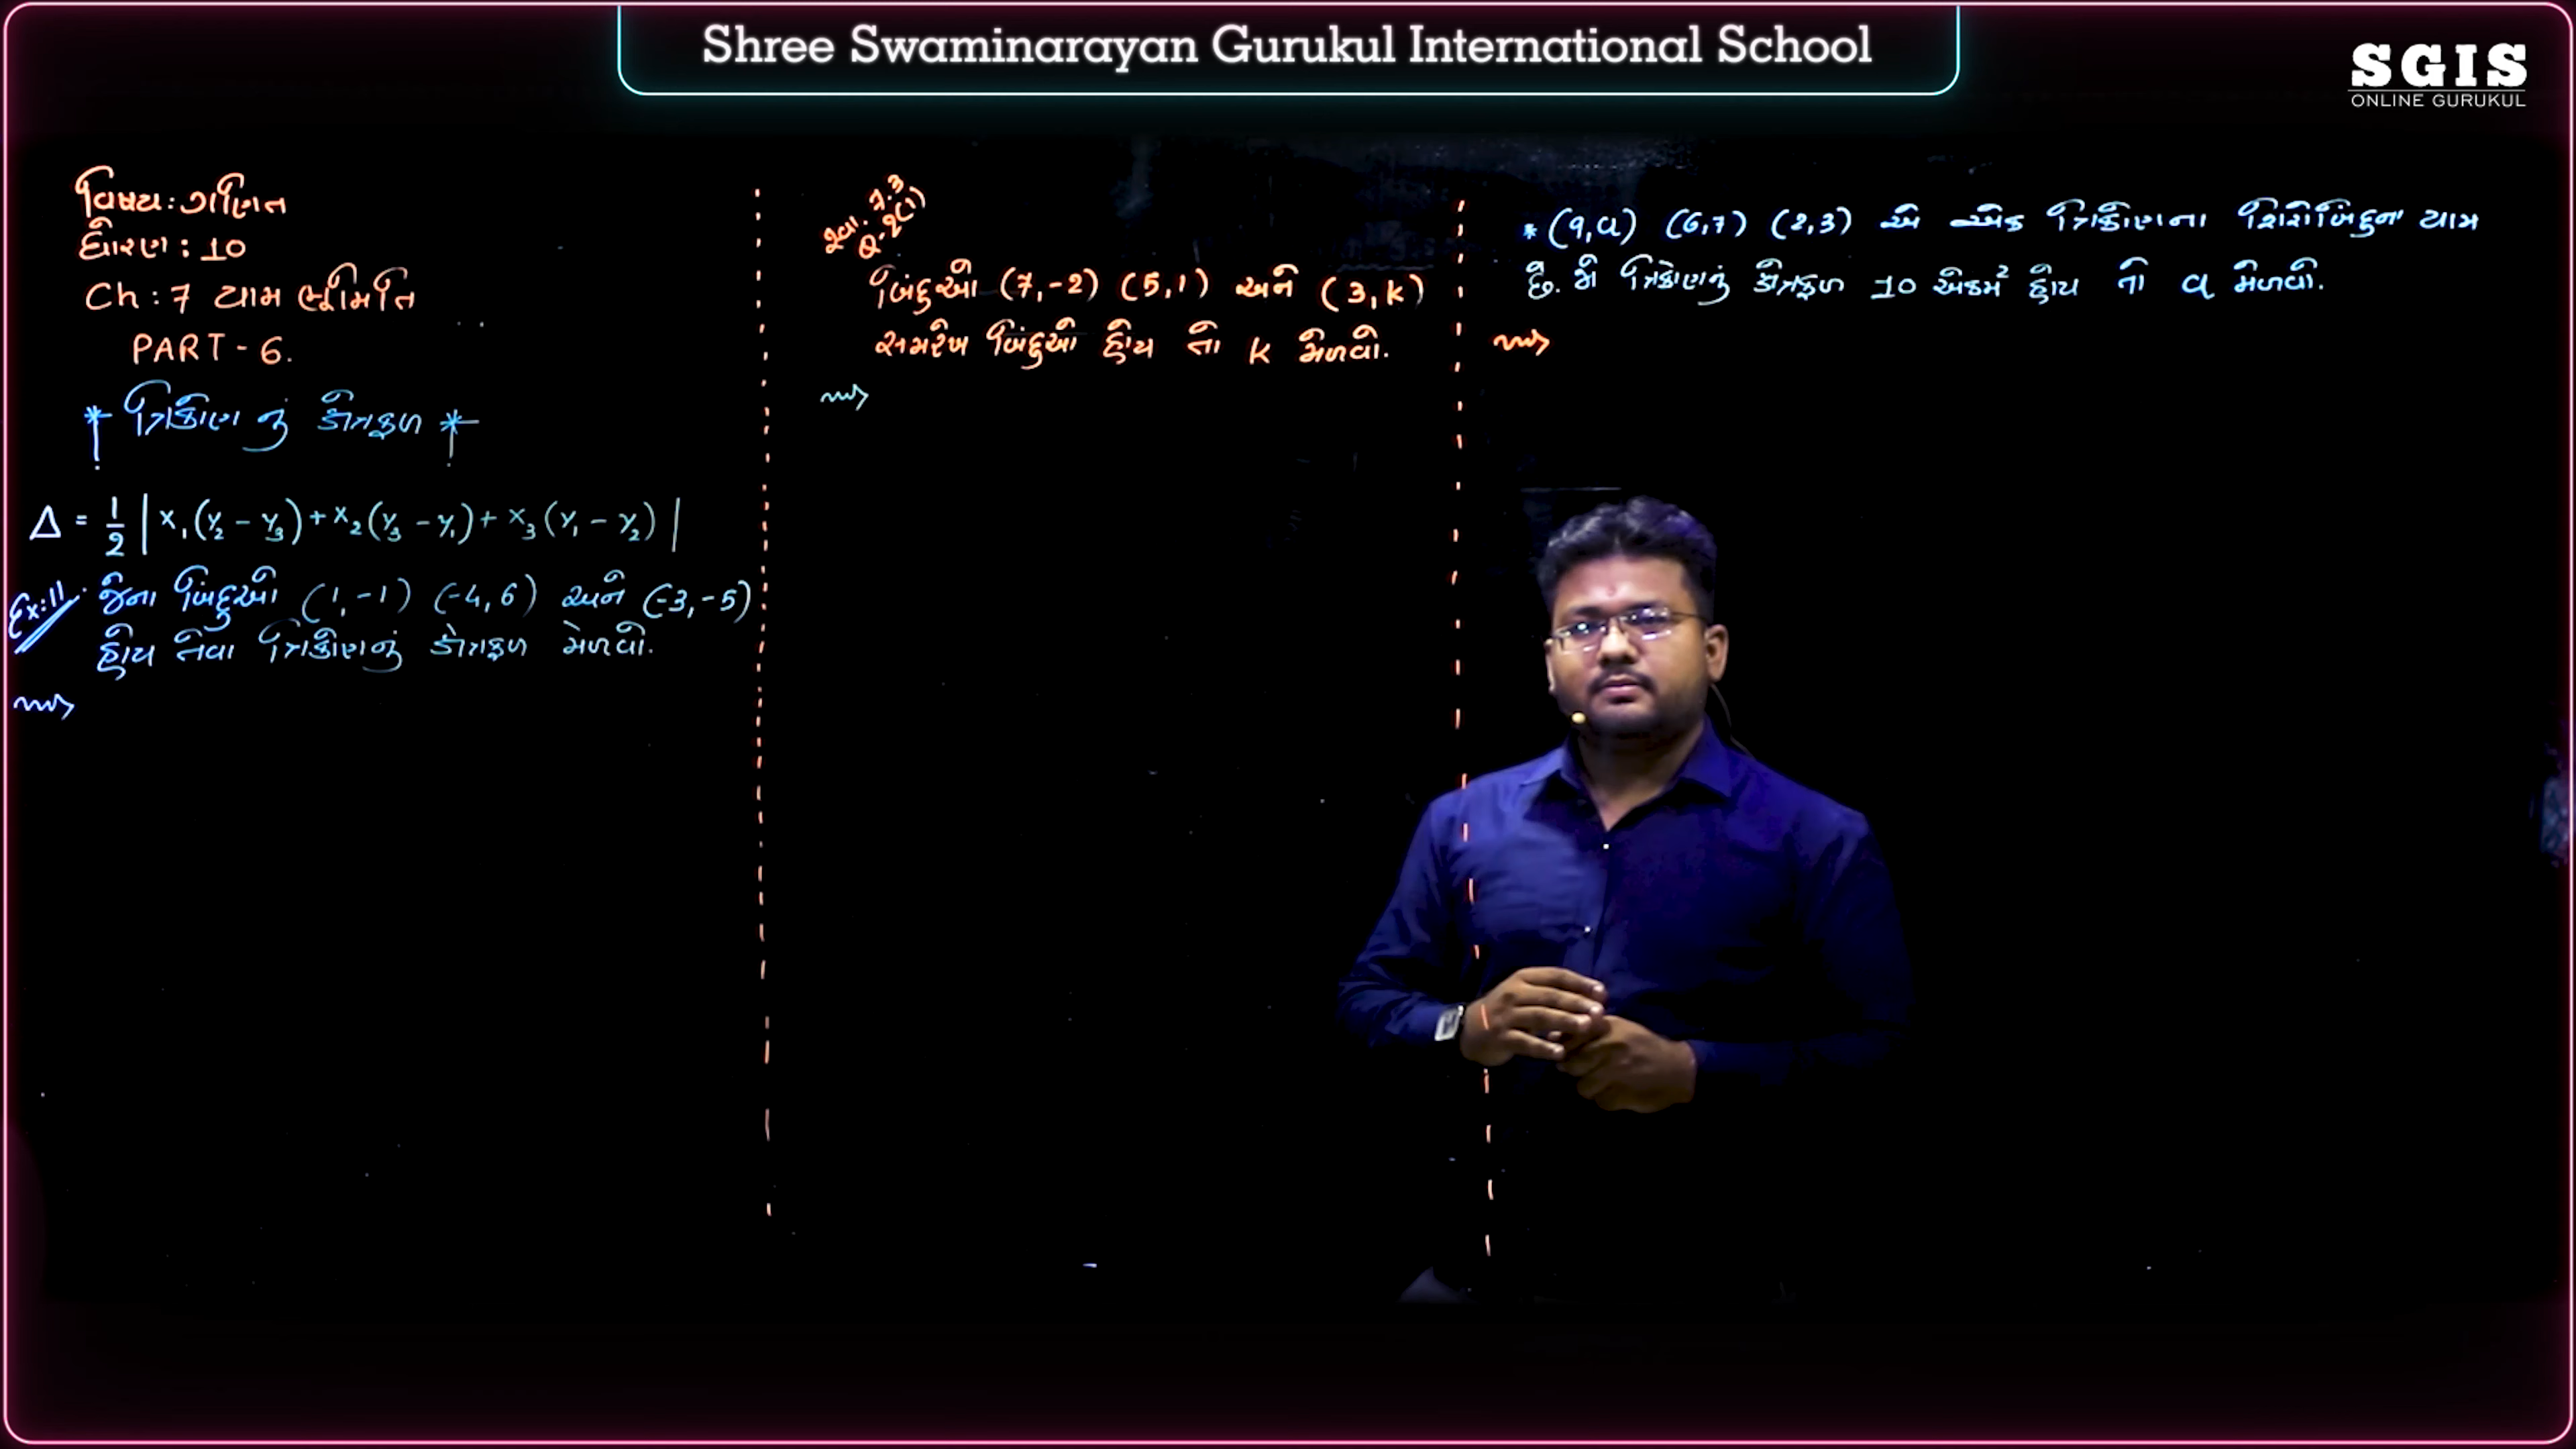 Shree Swaminarayan Gurukul International School
SGIS
ONLINE GURUKUL
વિષય : ગણિત
ધોરણ : 10
Ch : 7 યામ ભૂમિતિ
PART - 6.
* ત્રિકોણ નું ક્ષેત્રફળ *
Δ = 1/2 | x₁(y₂ - y₃) + x₂(y₃ - y₁) + x₃(y₁ - y₂) |
Ex:11. જેના બિંદુઓ (1,-1) (-4,6) અને (-3,-5)
હોય તેવા ત્રિકોણનું ક્ષેત્રફળ મેળવો.
સ્વા. 7.3
Q-2(1)
બિંદુઓ (7,-2) (5,1) અને (3,k)
સમરેખ બિંદુઓ હોય તો k મેળવો.
* (9,a) (6,7) (2,3) એ એક ત્રિકોણના શિરોબિંદુના યામ
છે. જો ત્રિકોણનું ક્ષેત્રફળ 10 એકમ² હોય તો a મેળવો.